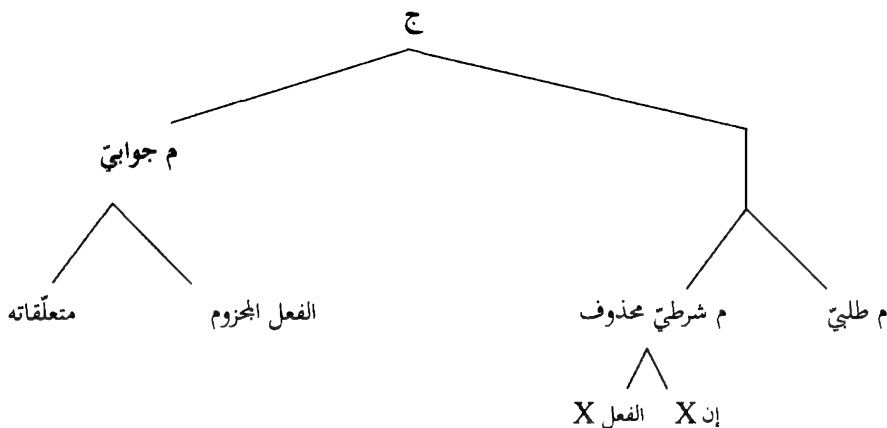 ج
م جوابيّ
م طلبيّ م شرطيّ محذوف الفعل المجزوم متعلّقاته
إن X الفعل X